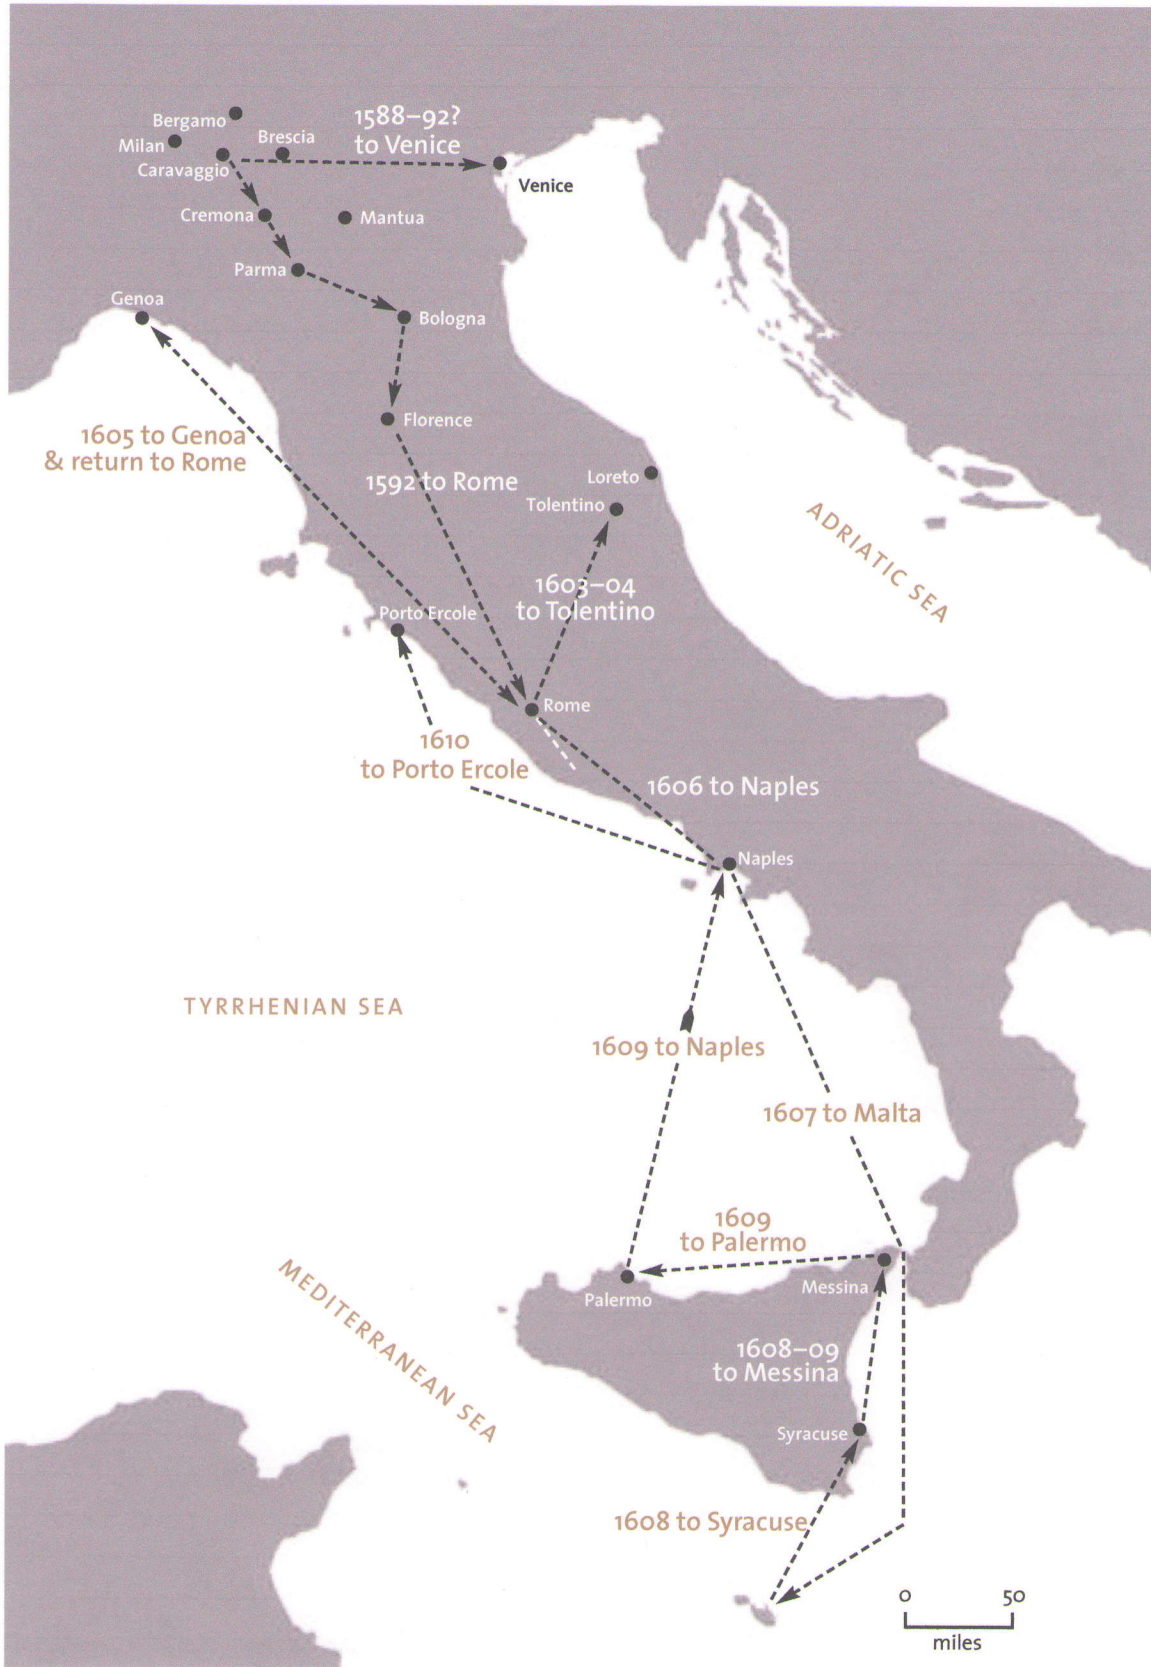 Bergamo
Milan
Brescia
Caravaggio
1588–92?
to Venice
Venice
Cremona
Mantua
Parma
Genoa
Bologna
Florence
1605 to Genoa
& return to Rome
1592 to Rome
Loreto
Tolentino
ADRIATIC SEA
1603–04
to Tolentino
Porto Ercole
Rome
1610
to Porto Ercole
1606 to Naples
Naples
TYRRHENIAN SEA
1609 to Naples
1607 to Malta
1609
to Palermo
MEDITERRANEAN SEA
Palermo
Messina
1608–09
to Messina
Syracuse
1608 to Syracuse
0 50
miles